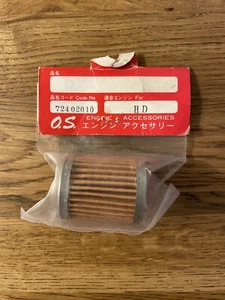 品名
品名コード Code No.
適合エンジン For
72402010
HD
O.S.
ENGINE ACCESSORIES
エンジン アクセサリー